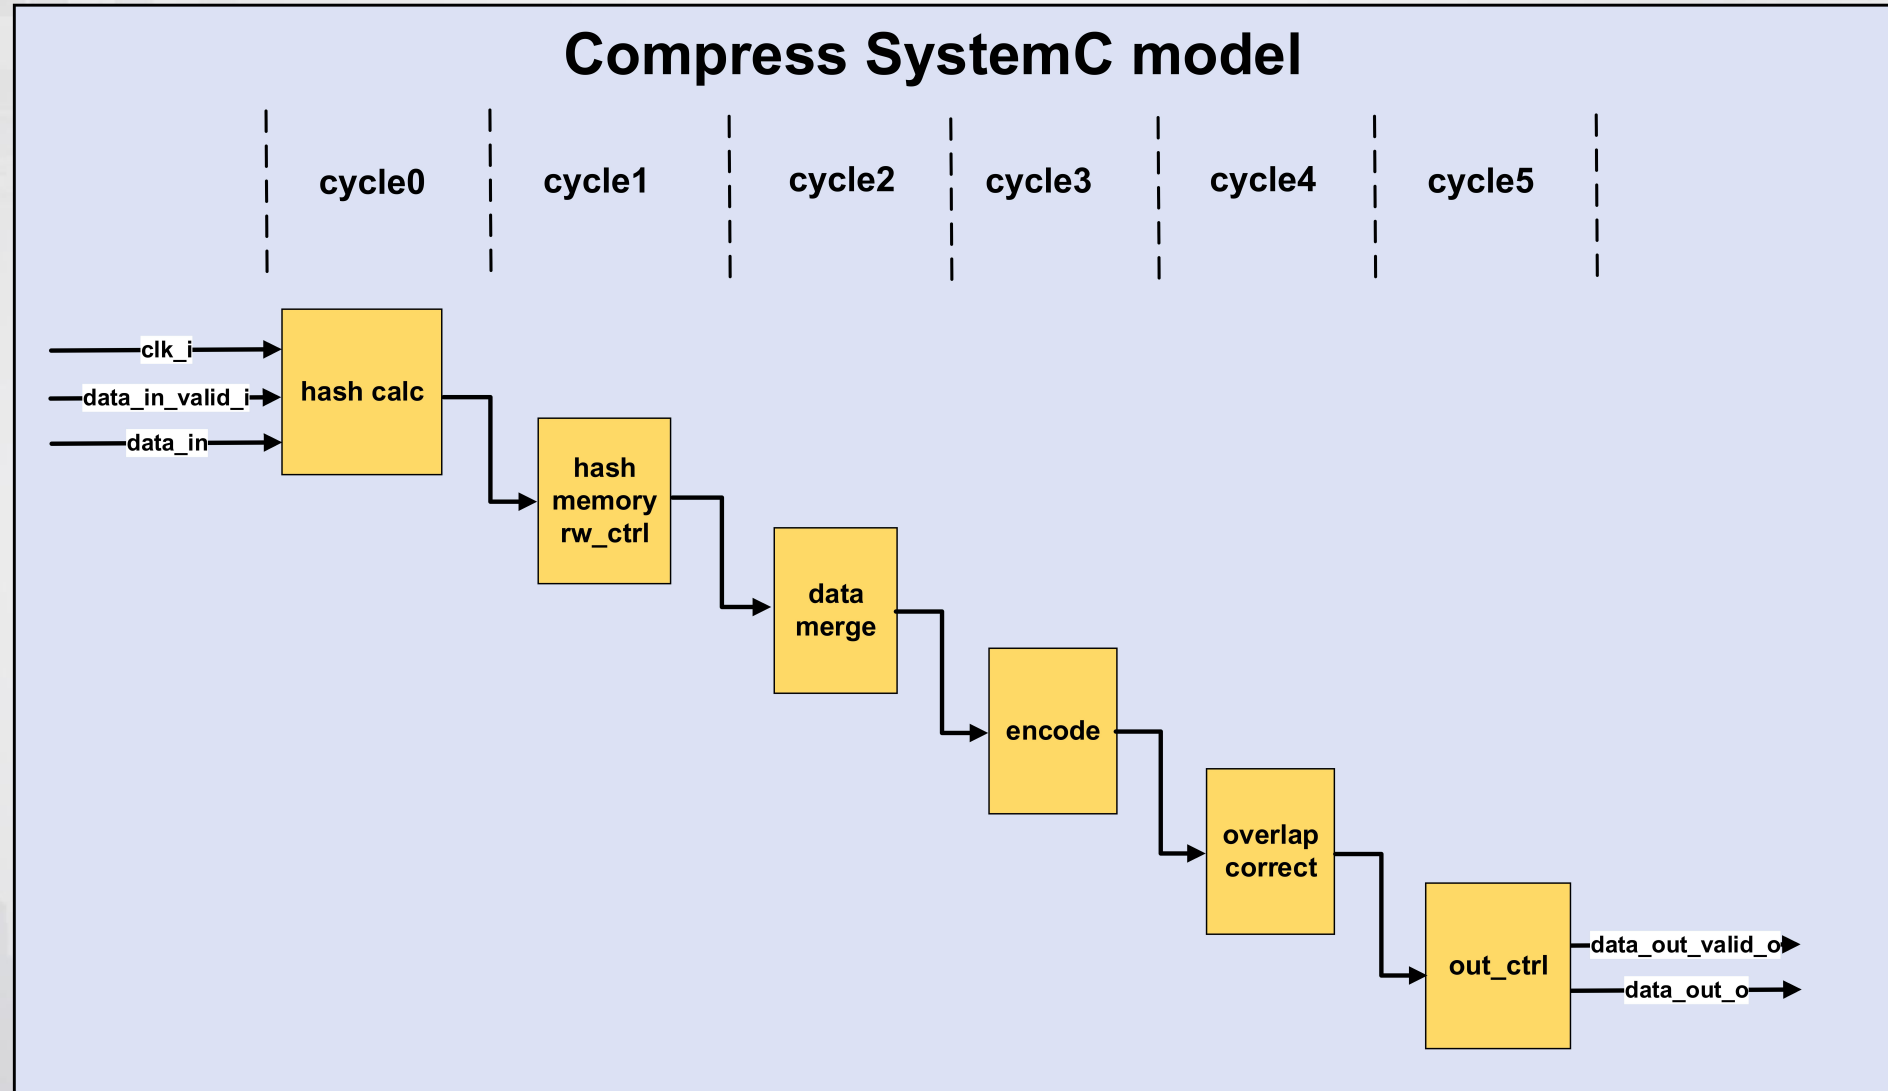 Compress SystemC model
cycle0
cycle1
cycle2
cycle3
cycle4
cycle5
clk_i
data_in_valid_i
data_in
hash calc
hash
memory
rw_ctrl
data
merge
encode
overlap
correct
out_ctrl
data_out_valid_o
data_out_o